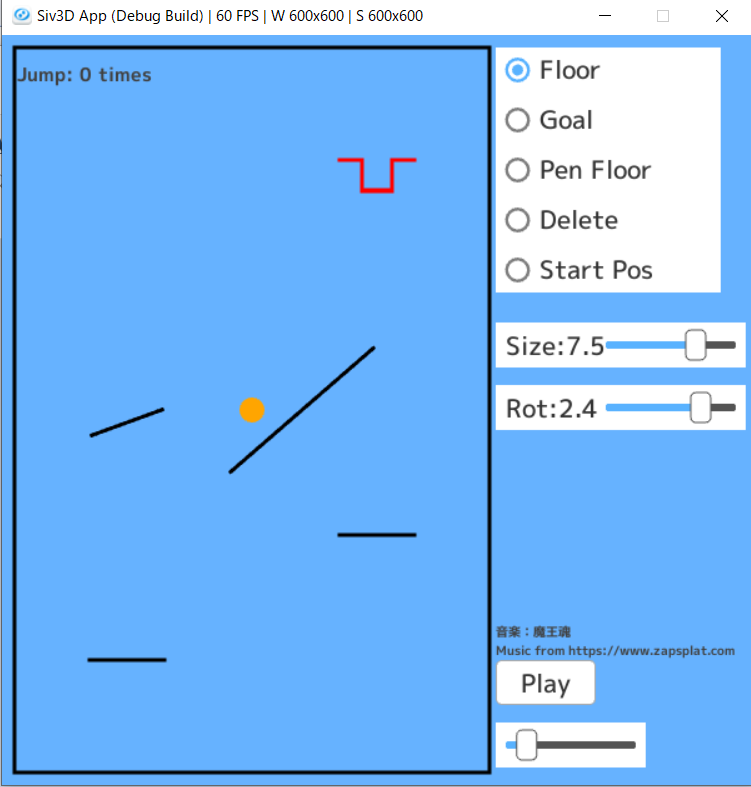 Siv3D App (Debug Build) | 60 FPS | W 600x600 | S 600x600
Jump: 0 times
Floor
Goal
Pen Floor
Delete
Start Pos
Size:7.5
Rot:2.4
音楽：魔王魂
Music from https://www.zapsplat.com
Play